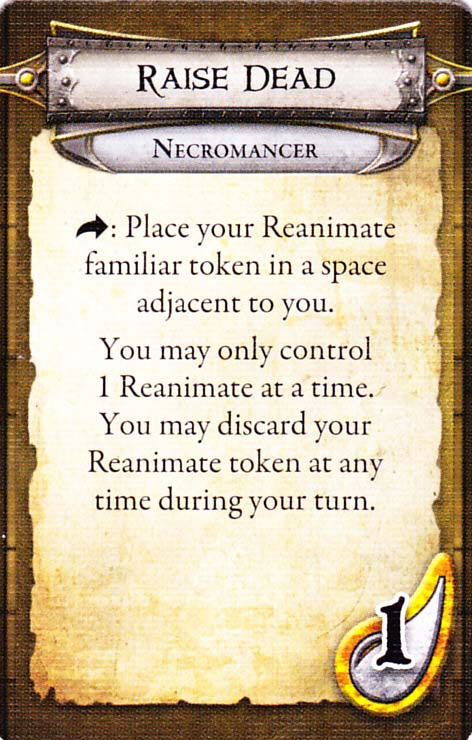 Raise Dead
Necromancer
: Place your Reanimate
familiar token in a space
adjacent to you.
You may only control
1 Reanimate at a time.
You may discard your
Reanimate token at any
time during your turn.
1